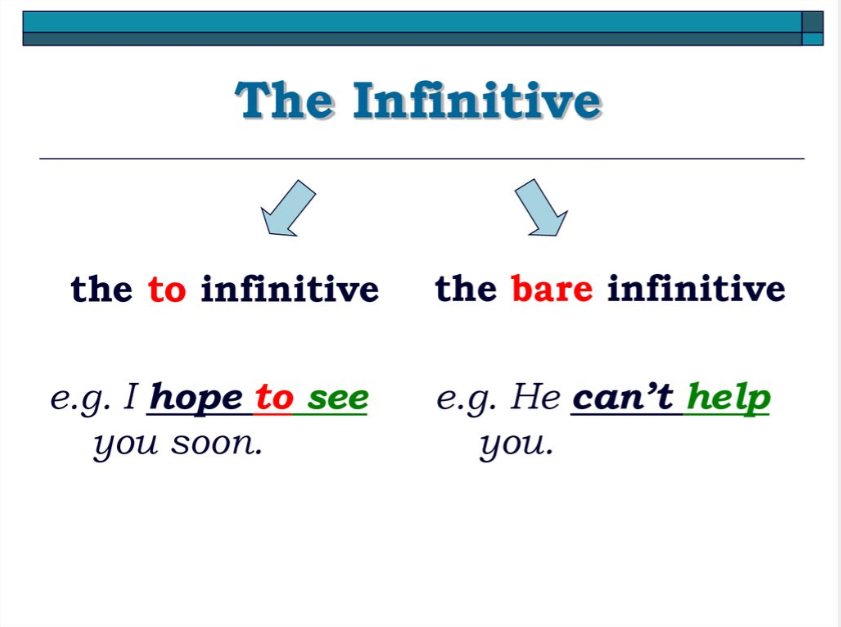 The Infinitive
the to infinitive
the bare infinitive
e.g. I hope to see
you soon.
e.g. He can't help
you.